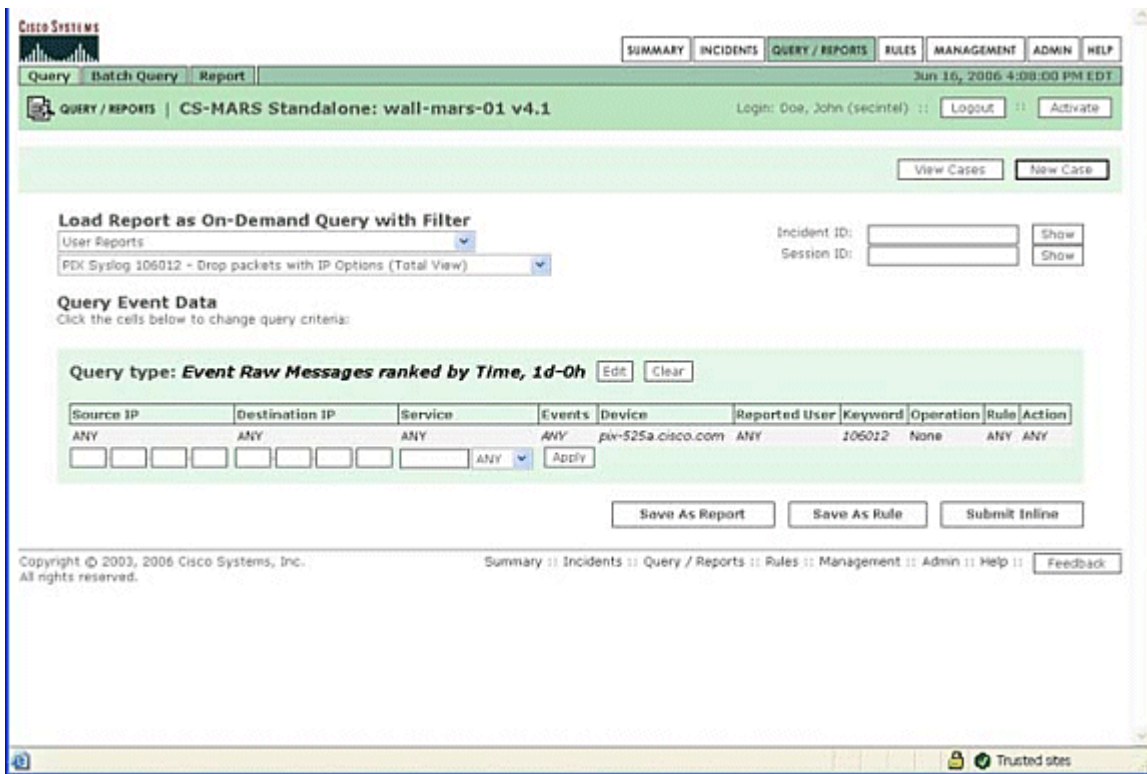 CISCO SYSTEMS
SUMMARY INCIDENTS QUERY / REPORTS RULES MANAGEMENT ADMIN HELP
Query Batch Query Report Jun 16, 2006 4:08:00 PM EDT
QUERY / REPORTS | CS-MARS Standalone: wall-mars-01 v4.1 Login: Doe, John (secintel) :: Logout :: Activate
View Cases New Case
Load Report as On-Demand Query with Filter
User Reports
PIX Syslog 106012 - Drop packets with IP Options (Total View)
Incident ID: Show
Session ID: Show
Query Event Data
Click the cells below to change query criteria:
Query type: Event Raw Messages ranked by Time, 1d-0h Edit Clear
Source IP Destination IP Service Events Device Reported User Keyword Operation Rule Action
ANY ANY ANY ANY pix-525a.cisco.com ANY 106012 None ANY ANY
ANY Apply
Save As Report Save As Rule Submit Inline
Copyright © 2003, 2006 Cisco Systems, Inc.
All rights reserved.
Summary :: Incidents :: Query / Reports :: Rules :: Management :: Admin :: Help :: Feedback
Trusted sites